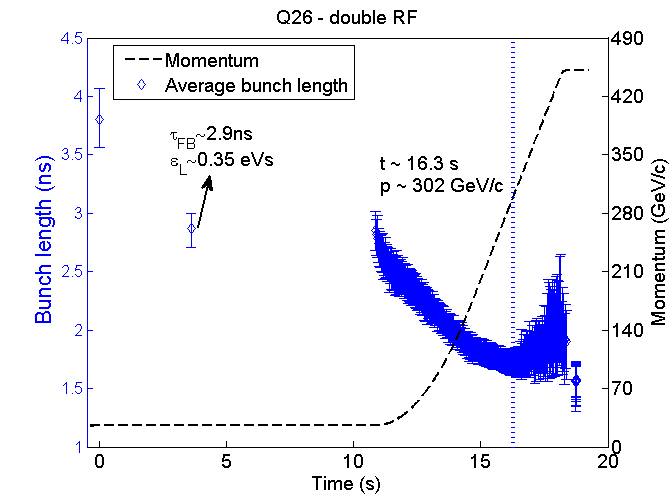 Q26 - double RF
Momentum
Average bunch length
τFB~2.9ns
εL~0.35 eVs
t ~ 16.3 s
p ~ 302 GeV/c
Bunch length (ns)
4.5
4
3.5
3
2.5
2
1.5
1
Momentum (GeV/c)
490
420
350
280
210
140
70
0
0
5
10
15
20
Time (s)